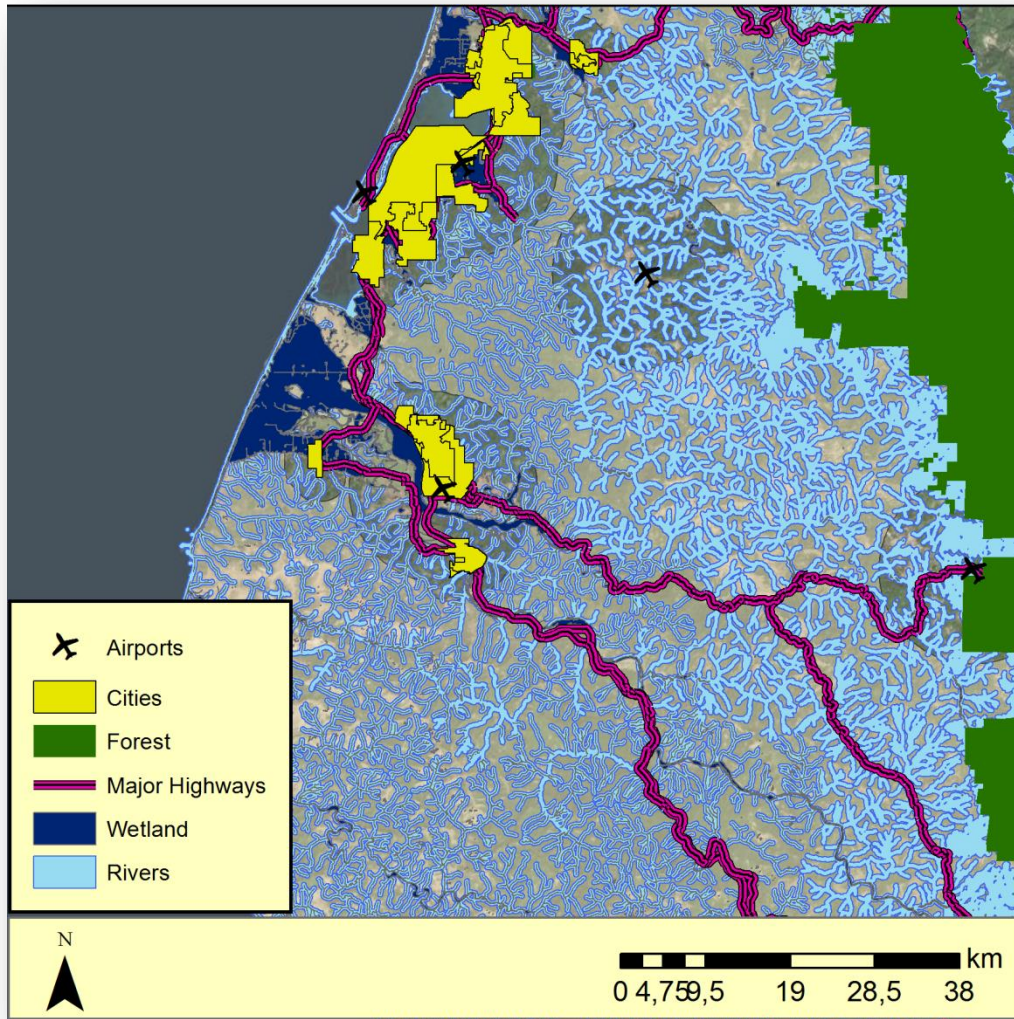 Airports
Cities
Forest
Major Highways
Wetland
Rivers
N
km
0 4,75 9,5 19 28,5 38